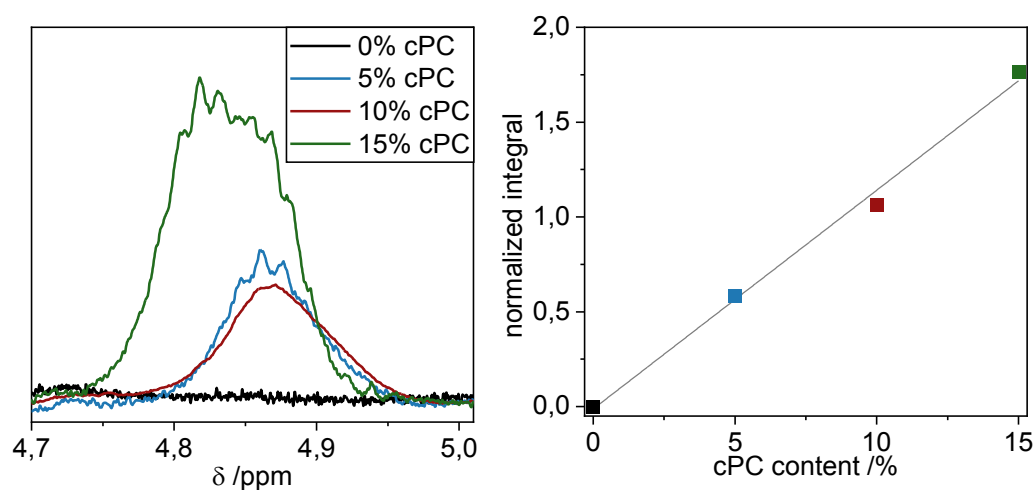 0% cPC
5% cPC
10% cPC
15% cPC
4,7
4,8
4,9
5,0
δ /ppm
2,0
1,5
1,0
0,5
0,0
normalized integral
0
5
10
15
cPC content /%